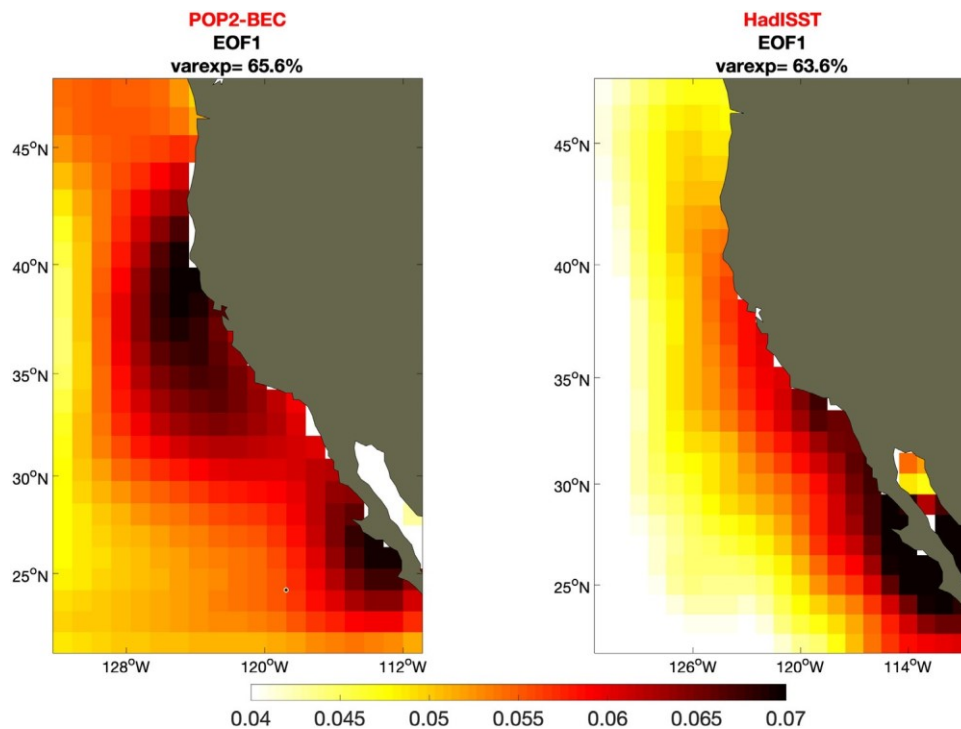 POP2-BEC
EOF1
varexp= 65.6%
HadISST
EOF1
varexp= 63.6%
45°N
40°N
35°N
30°N
25°N
128°W
120°W
112°W
45°N
40°N
35°N
30°N
25°N
126°W
120°W
114°W
0.04
0.045
0.05
0.055
0.06
0.065
0.07